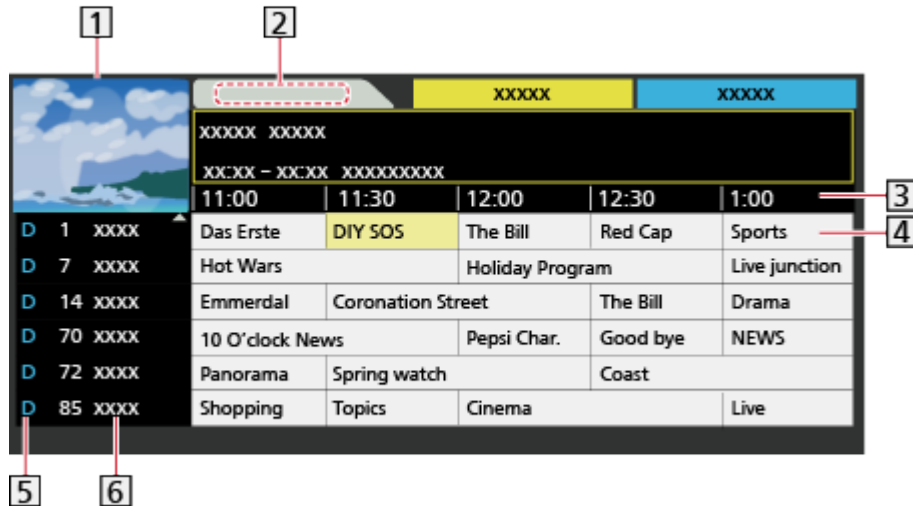 1 2
XXXXX XXXXX
XXXXX XXXXX
XX:XX – XX:XX XXXXXXXXX
11:00 11:30 12:00 12:30 1:00 3
D 1 XXXX Das Erste DIY SOS The Bill Red Cap Sports 4
D 7 XXXX Hot Wars Holiday Program Live junction
D 14 XXXX Emmerdal Coronation Street The Bill Drama
D 70 XXXX 10 O'clock News Pepsi Char. Good bye NEWS
D 72 XXXX Panorama Spring watch Coast
D 85 XXXX Shopping Topics Cinema Live
5 6